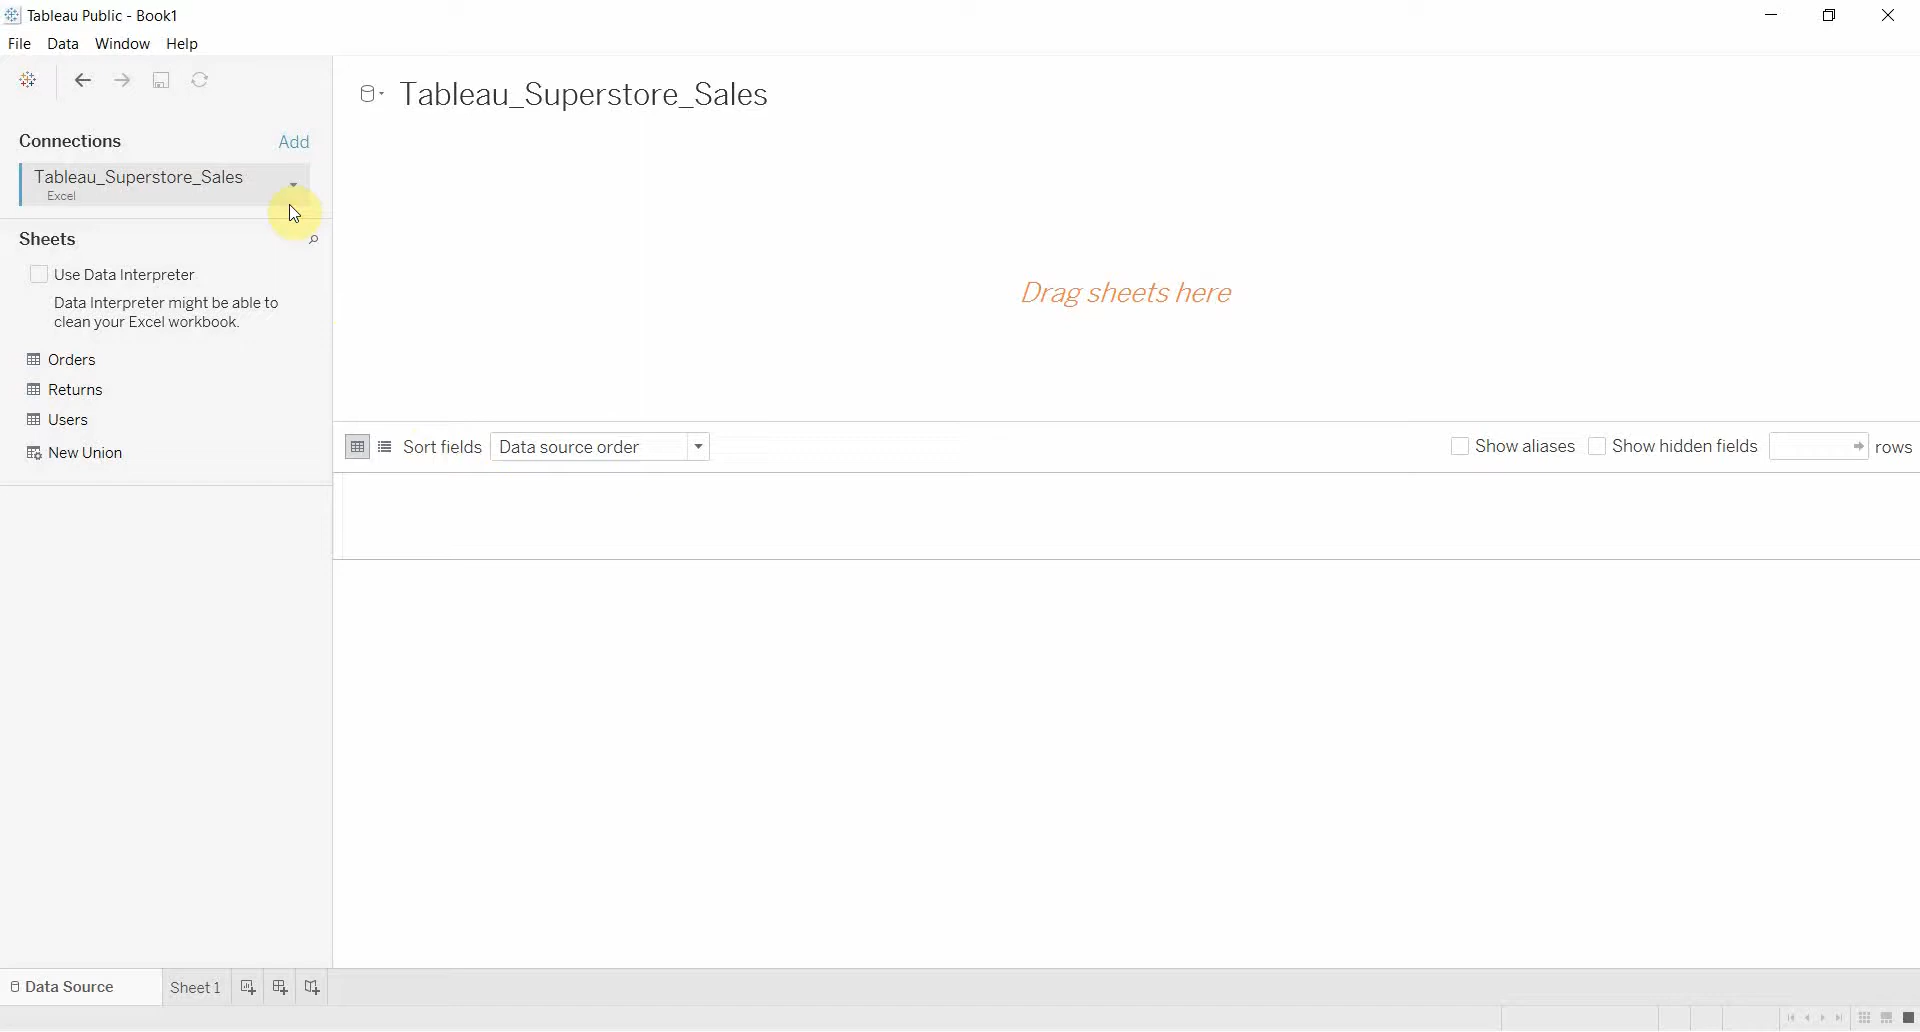 Tableau Public - Book1
File Data Window Help
Connections Add
Tableau_Superstore_Sales
Excel
Sheets
Use Data Interpreter
Data Interpreter might be able to
clean your Excel workbook.
Orders
Returns
Users
New Union
Tableau_Superstore_Sales
Drag sheets here
Sort fields Data source order Show aliases Show hidden fields rows
Data Source Sheet 1